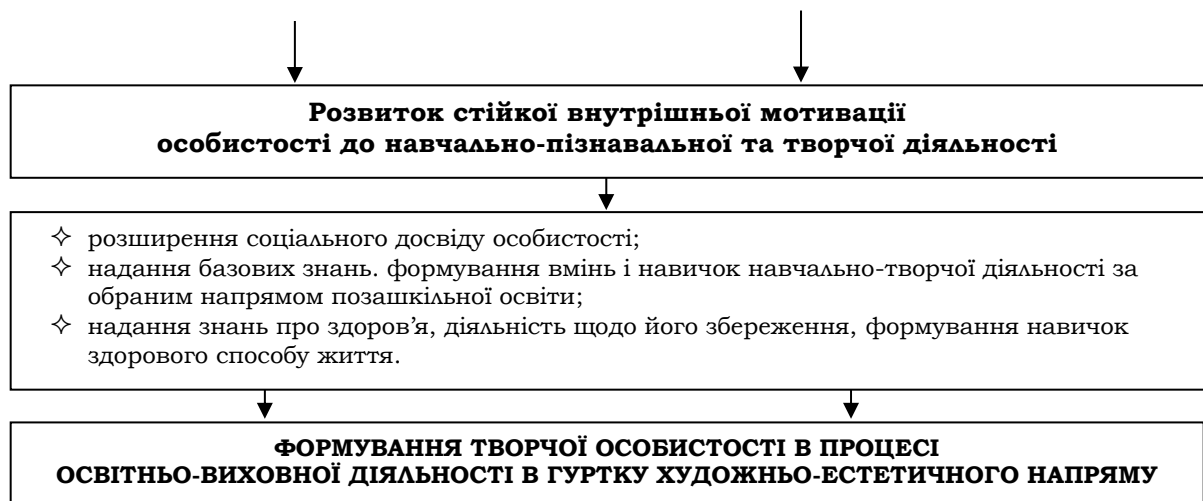 Розвиток стійкої внутрішньої мотивації
особистості до навчально-пізнавальної та творчої діяльності
✧ розширення соціального досвіду особистості;
✧ надання базових знань. формування вмінь і навичок навчально-творчої діяльності за
обраним напрямом позашкільної освіти;
✧ надання знань про здоров’я, діяльність щодо його збереження, формування навичок
здорового способу життя.
ФОРМУВАННЯ ТВОРЧОЇ ОСОБИСТОСТІ В ПРОЦЕСІ
ОСВІТНЬО-ВИХОВНОЇ ДІЯЛЬНОСТІ В ГУРТКУ ХУДОЖНЬО-ЕСТЕТИЧНОГО НАПРЯМУ